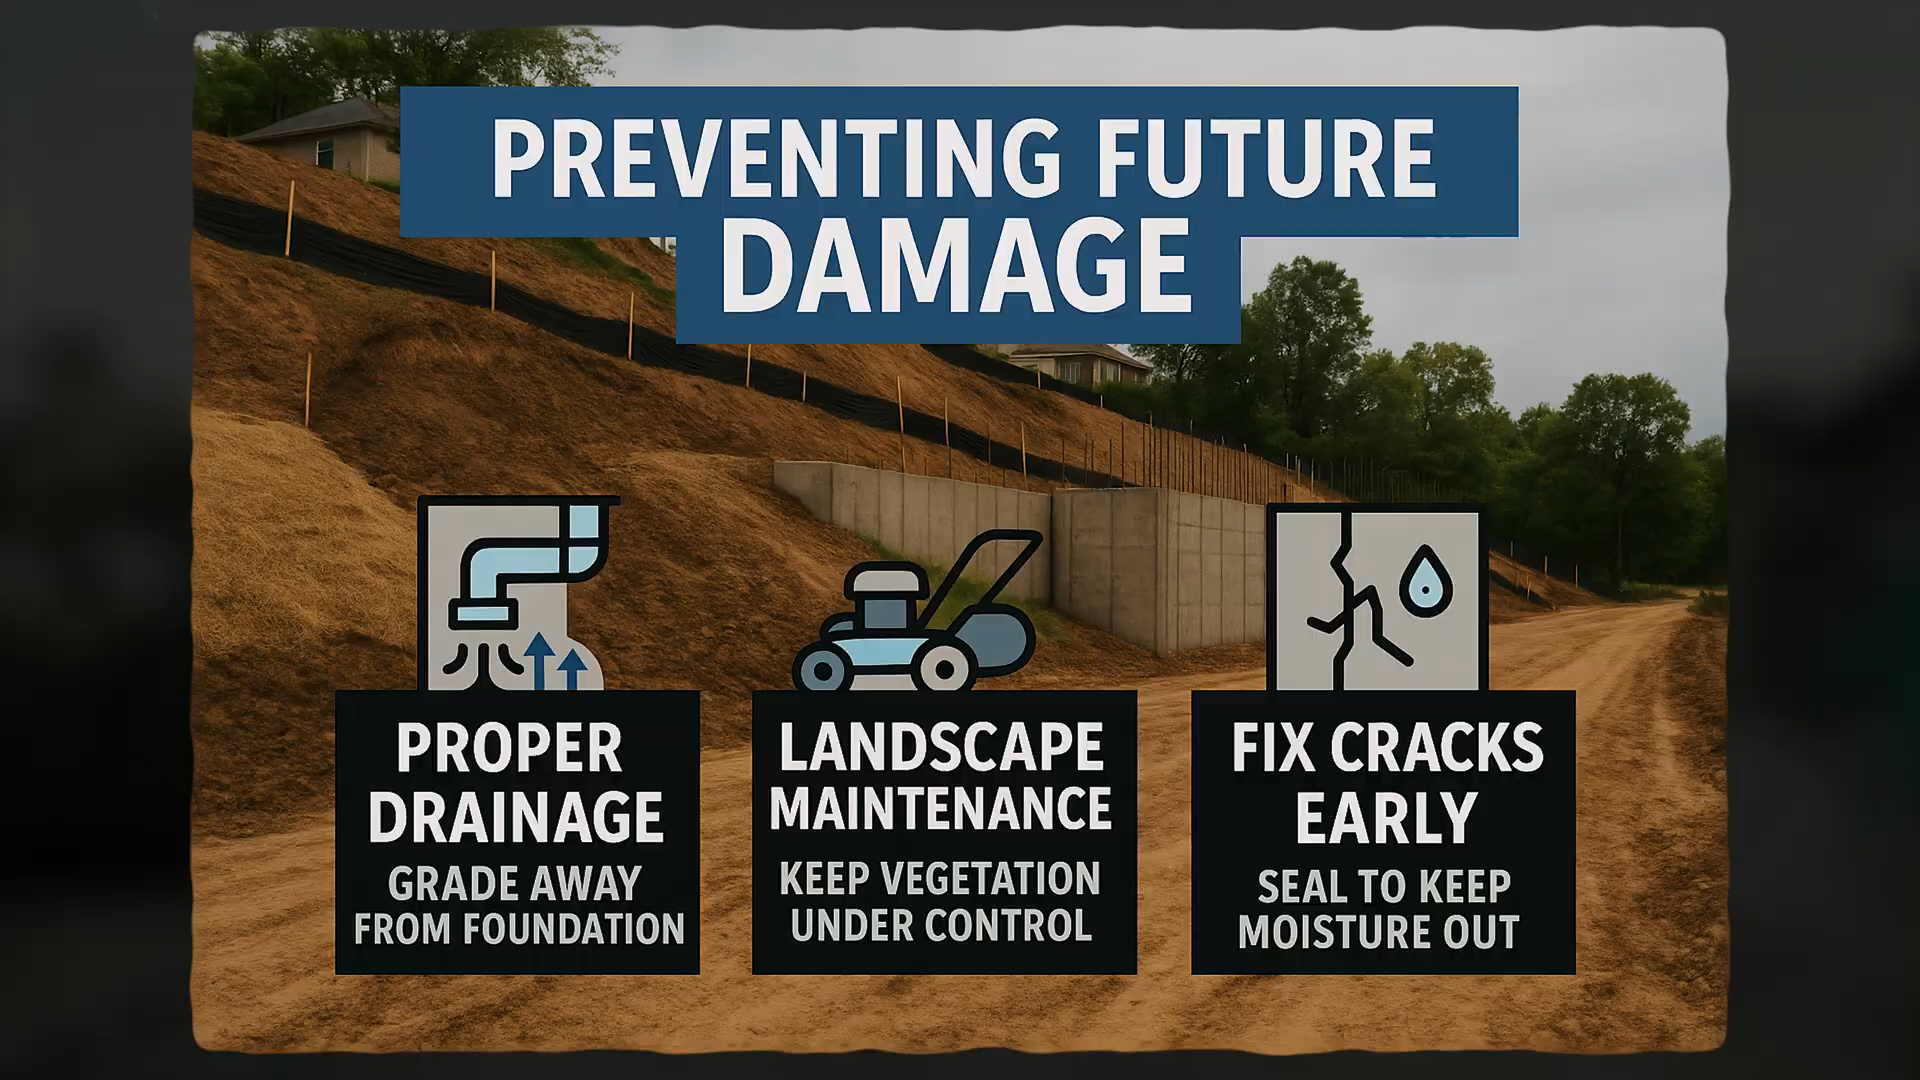 PREVENTING FUTURE
DAMAGE
PROPER
DRAINAGE
GRADE AWAY
FROM FOUNDATION
LANDSCAPE
MAINTENANCE
KEEP VEGETATION
UNDER CONTROL
FIX CRACKS
EARLY
SEAL TO KEEP
MOISTURE OUT